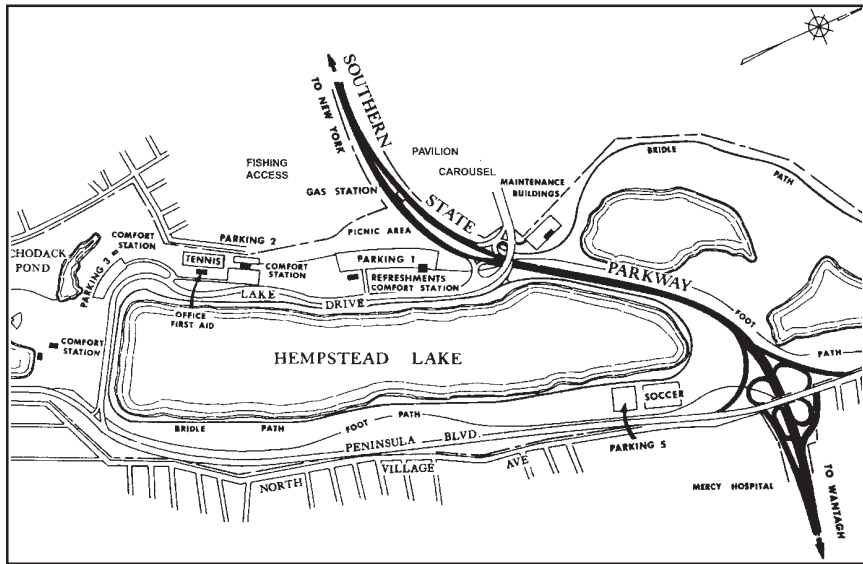 SOUTHERN
STATE
PARKWAY
TO NEW YORK
FISHING
ACCESS
PAVILION
CAROUSEL
GAS STATION
MAINTENANCE
BUILDINGS
BRIDLE
PATH
CHODACK
POND
COMFORT
STATION
PARKING 3
PARKING 2
PICNIC AREA
TENNIS
COMFORT
STATION
PARKING 1
REFRESHMENTS
COMFORT STATION
OFFICE
FIRST AID
LAKE DRIVE
COMFORT
STATION
HEMPSTEAD LAKE
FOOT
PATH
BRIDLE PATH
FOOT PATH
SOCCER
PARKING 5
PENINSULA BLVD.
NORTH VILLAGE AVE
MERCY HOSPITAL
TO WANTAGH